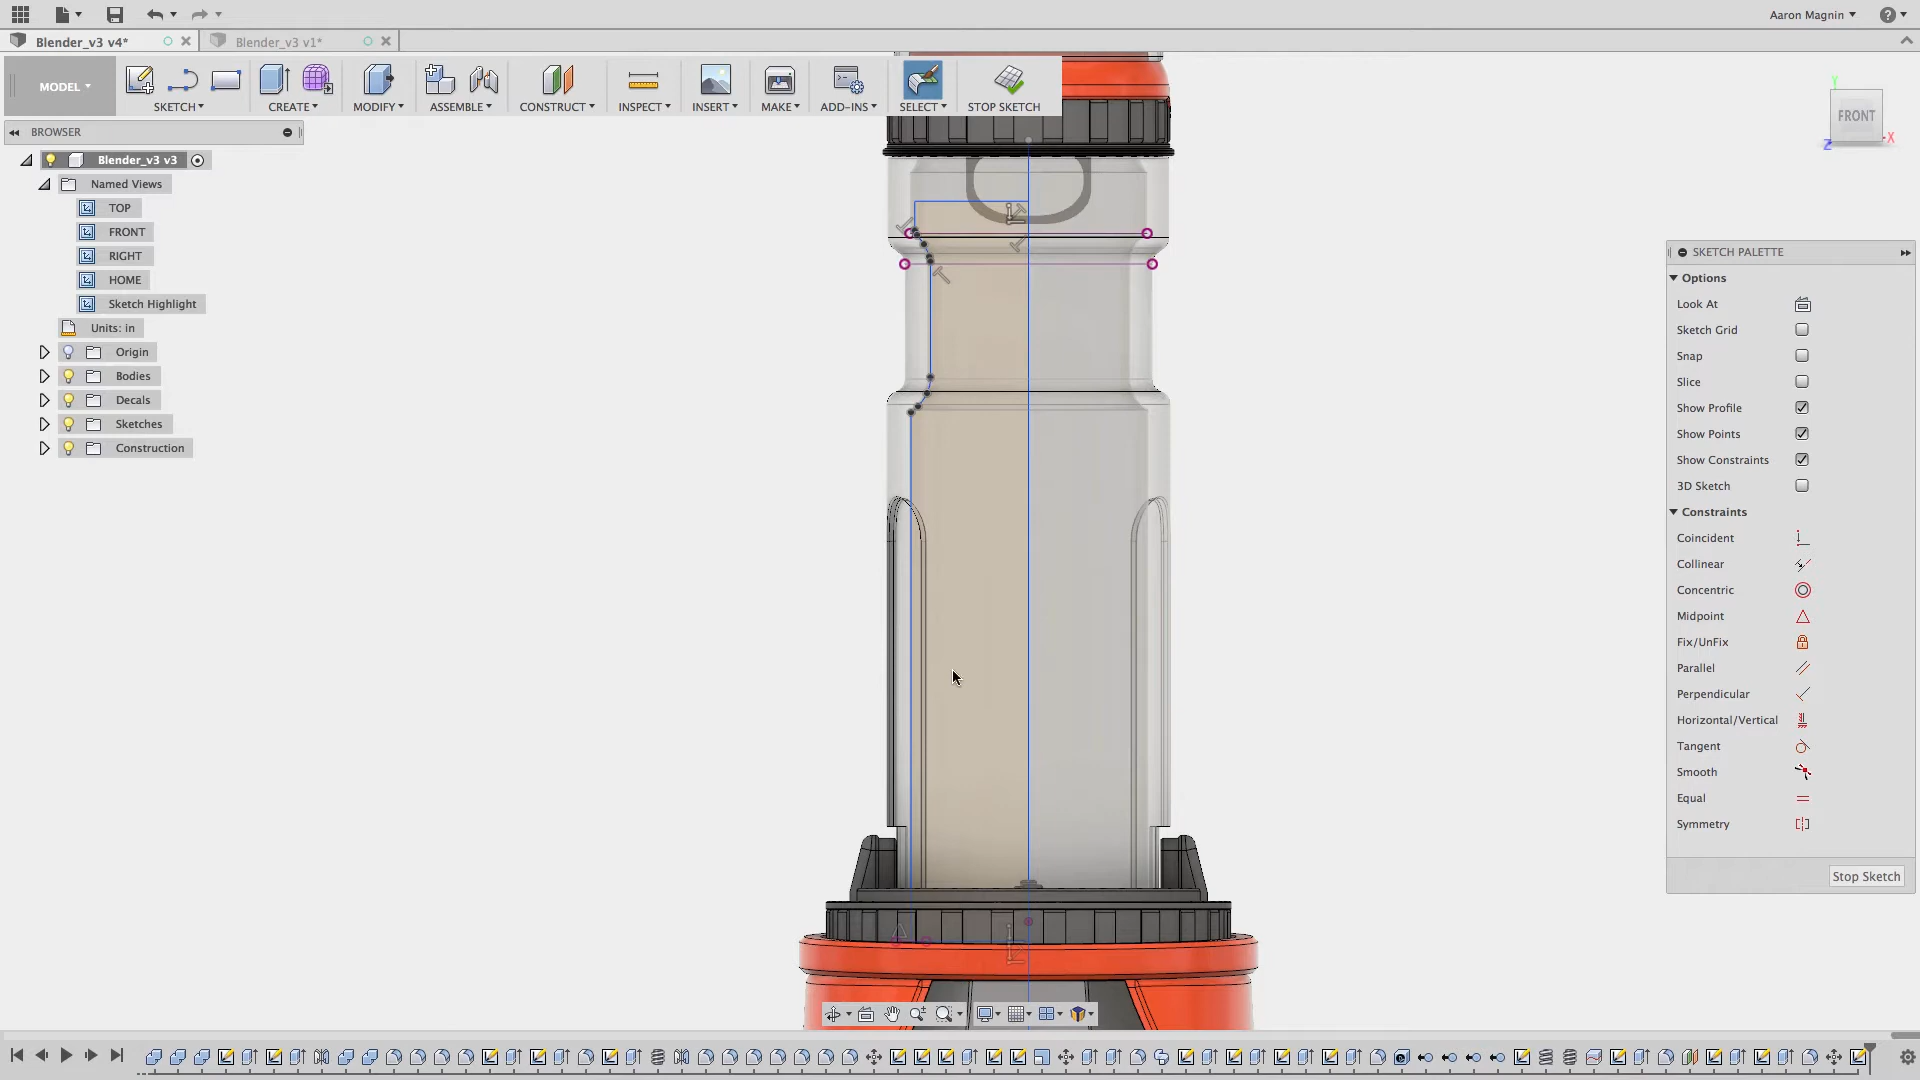 Aaron Magnin
Blender_v3 v4*
Blender_v3 v1*
MODEL
SKETCH
CREATE
MODIFY
ASSEMBLE
CONSTRUCT
INSPECT
INSERT
MAKE
ADD-INS
SELECT
STOP SKETCH
Y
FRONT
X
Z
BROWSER
Blender_v3 v3
Named Views
TOP
FRONT
RIGHT
HOME
Sketch Highlight
Units: in
Origin
Bodies
Decals
Sketches
Construction
SKETCH PALETTE
Options
Look At
Sketch Grid
Snap
Slice
Show Profile
Show Points
Show Constraints
3D Sketch
Constraints
Coincident
Collinear
Concentric
Midpoint
Fix/UnFix
Parallel
Perpendicular
Horizontal/Vertical
Tangent
Smooth
Equal
Symmetry
Stop Sketch